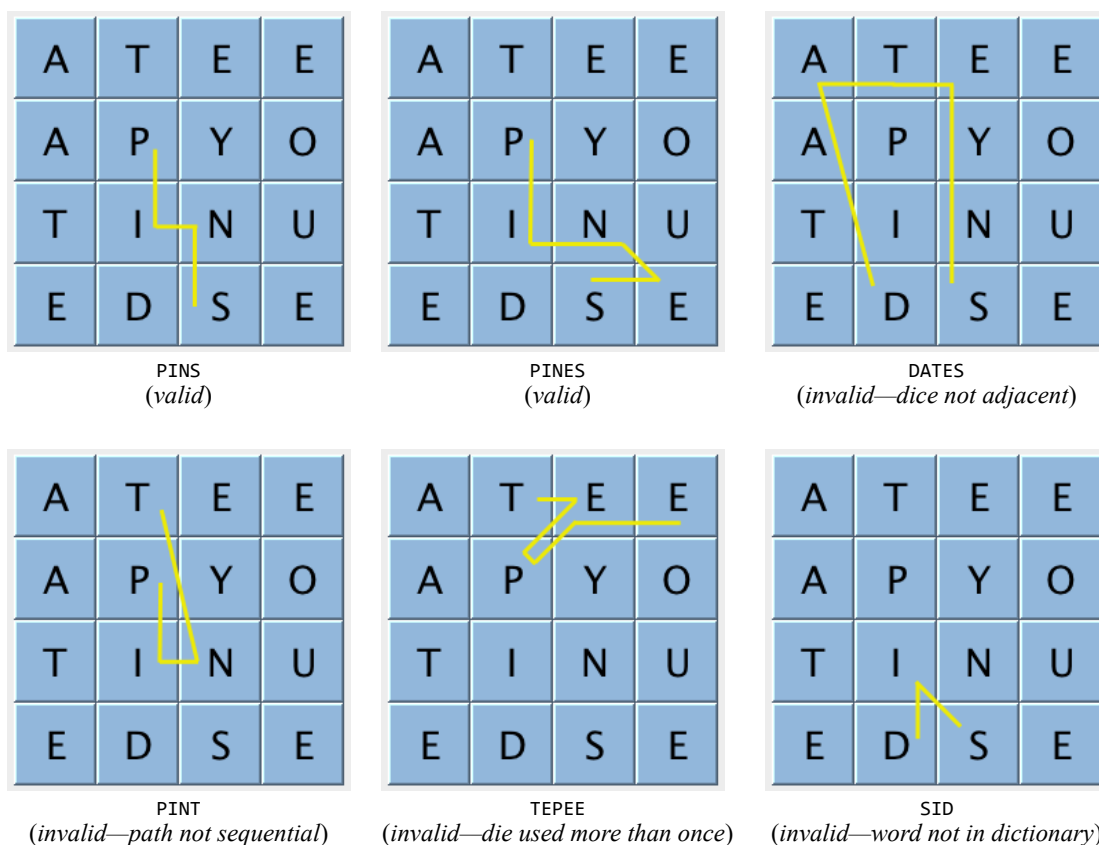 A T E E A T E E A T E E
A P Y O A P Y O A P Y O
T I N U T I N U T I N U
E D S E E D S E E D S E
PINS PINES DATES
(valid) (valid) (invalid—dice not adjacent)
A T E E A T E E A T E E
A P Y O A P Y O A P Y O
T I N U T I N U T I N U
E D S E E D S E E D S E
PINT TEPEE SID
(invalid—path not sequential) (invalid—die used more than once) (invalid—word not in dictionary)